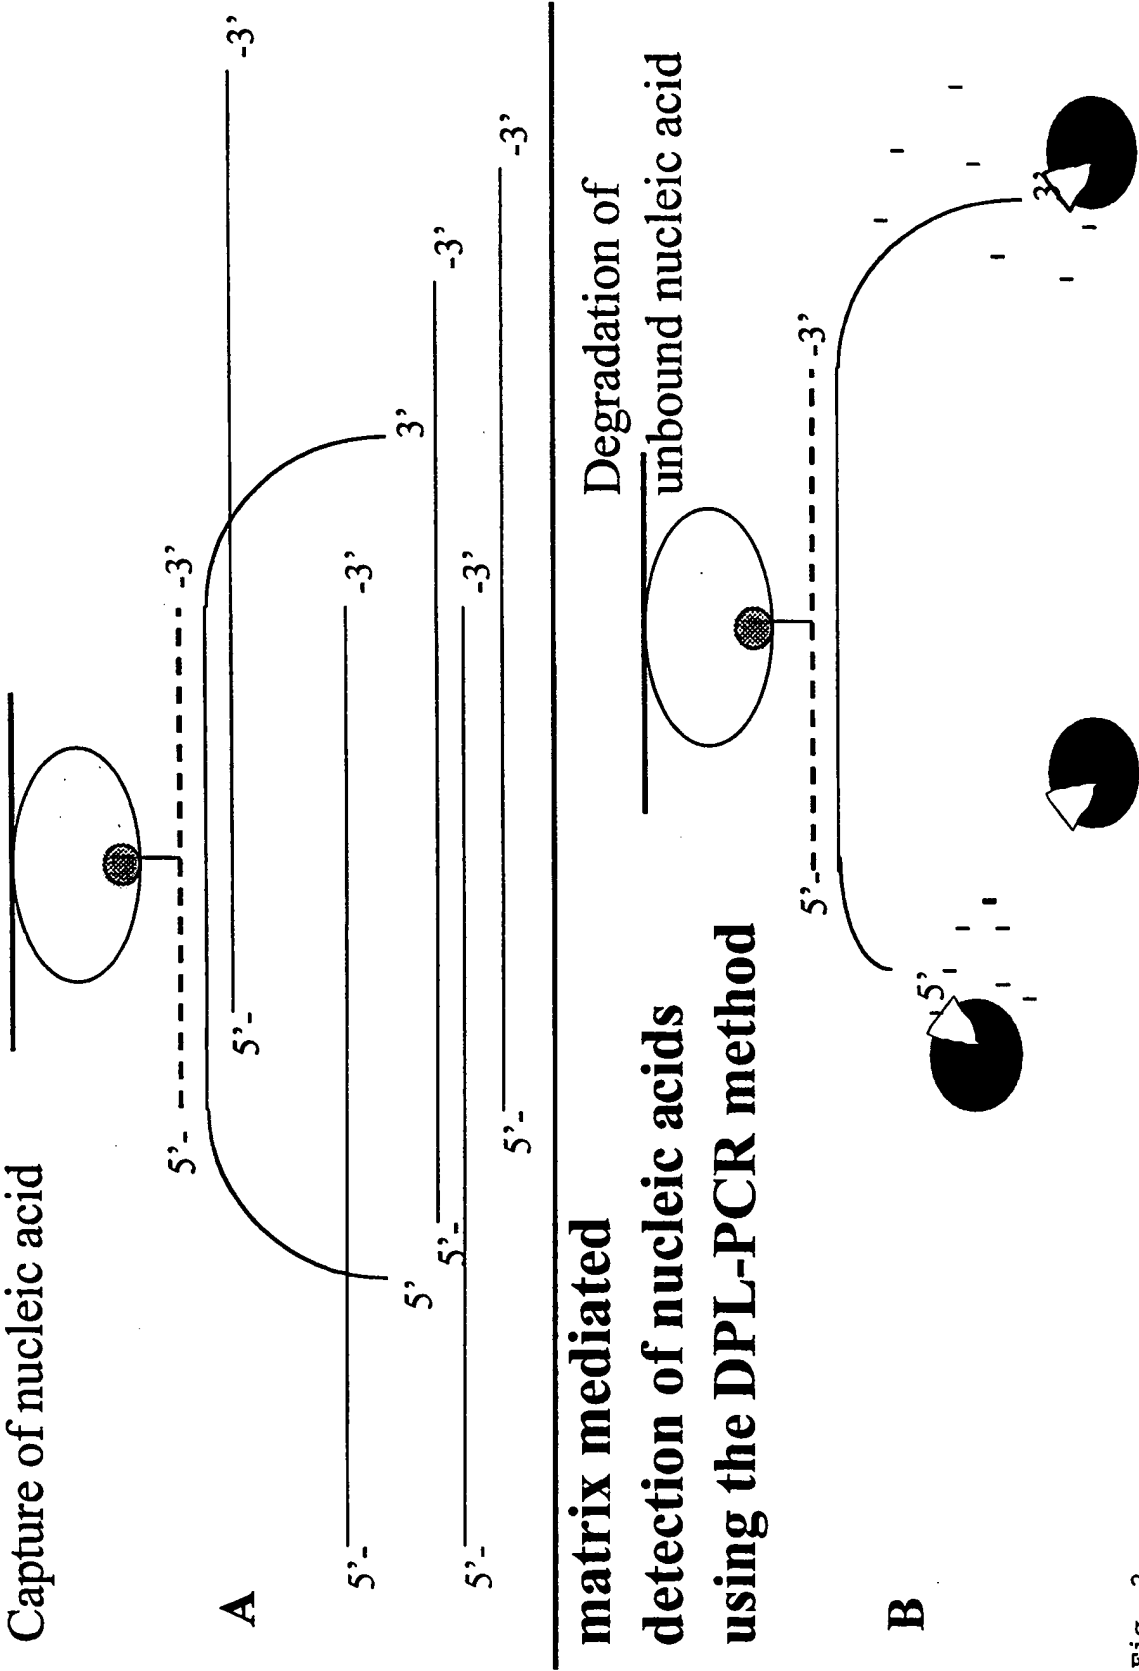 Capture of nucleic acid
5'-
-3'
5'-
-3'
A
5'
3'
5'-
-3'
5'-
-3'
5'-
-3'
5'-
-3'
matrix mediated
detection of nucleic acids
using the DPL-PCR method
Degradation of
unbound nucleic acid
B
5'-
-3'
5'
3'